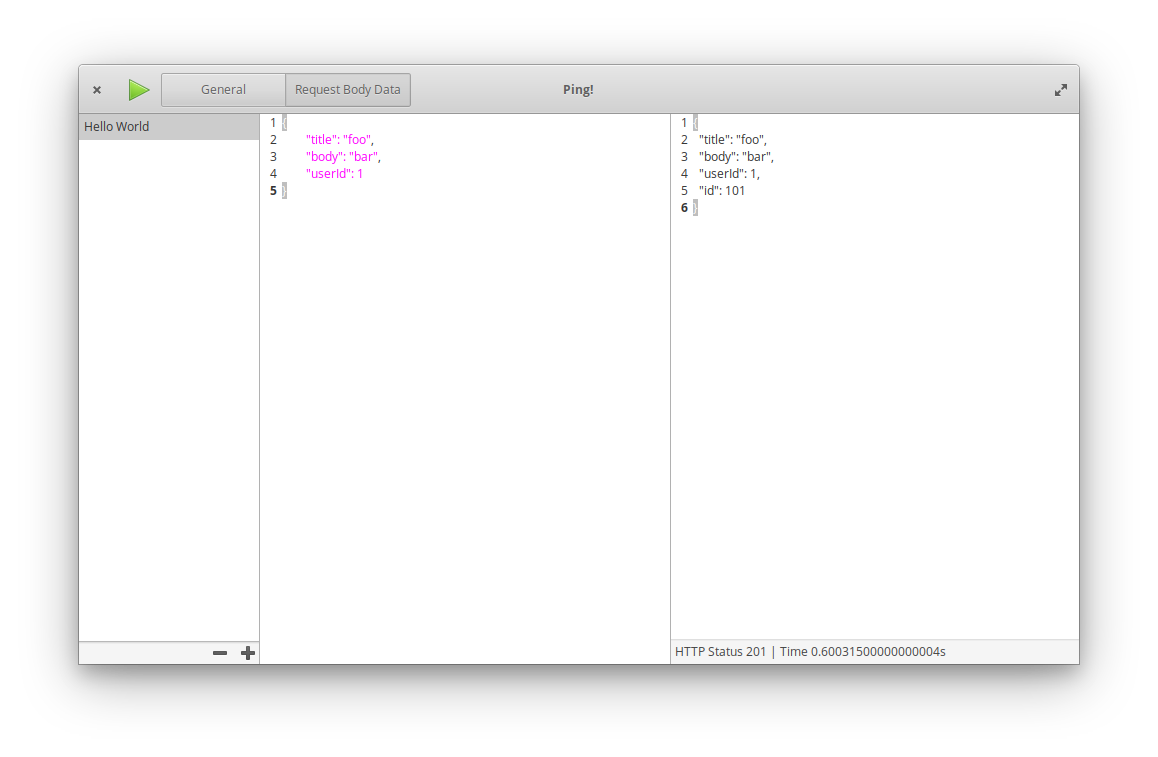 General
Request Body Data
Ping!
Hello World
1 {
2 "title": "foo",
3 "body": "bar",
4 "userId": 1
5 }
1 {
2 "title": "foo",
3 "body": "bar",
4 "userId": 1,
5 "id": 101
6 }
HTTP Status 201 | Time 0.60031500000000004s